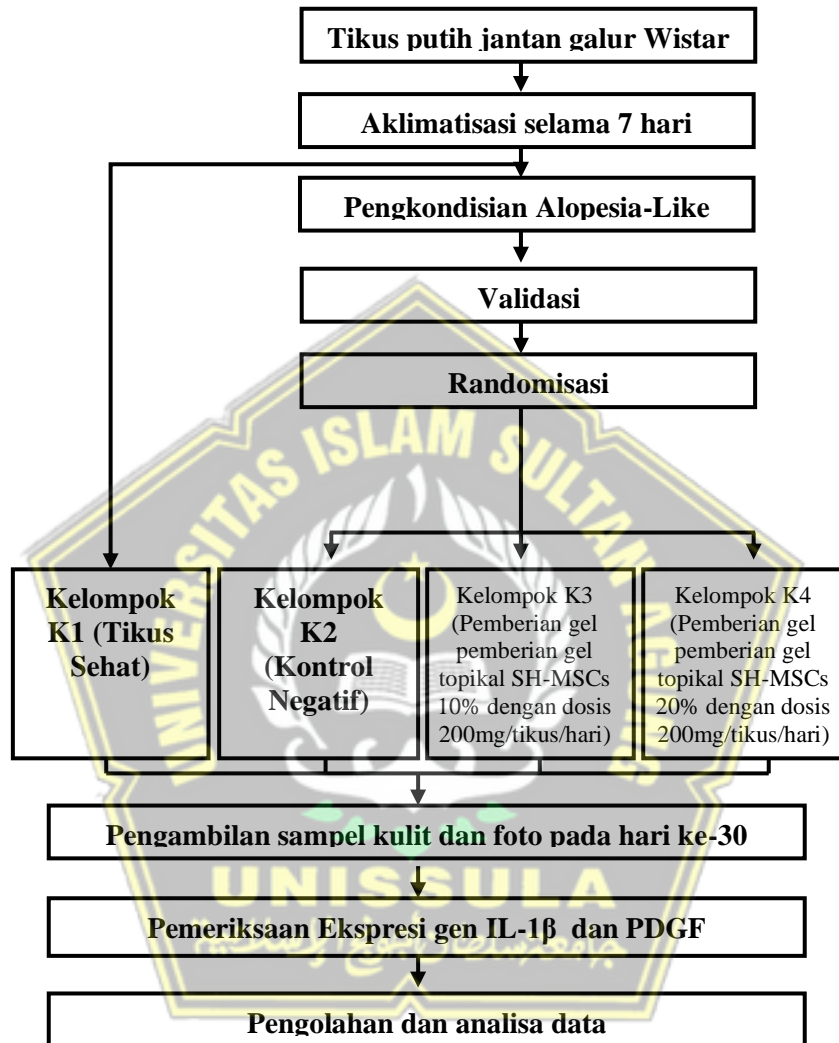 Tikus putih jantan galur Wistar
Aklimatisasi selama 7 hari
Pengkondisian Alopesia-Like
Validasi
Randomisasi
UNIVERSITAS ISLAM SULTAN AGUNG
Kelompok
K1 (Tikus
Sehat)
Kelompok
K2
(Kontrol
Negatif)
Kelompok K3
(Pemberian gel
pemberian gel
topikal SH-MSCs
10% dengan dosis
200mg/tikus/hari)
Kelompok K4
(Pemberian gel
pemberian gel
topikal SH-MSCs
20% dengan dosis
200mg/tikus/hari)
Pengambilan sampel kulit dan foto pada hari ke-30
UNISSULA
Pemeriksaan Ekspresi gen IL-1β dan PDGF
Pengolahan dan analisa data